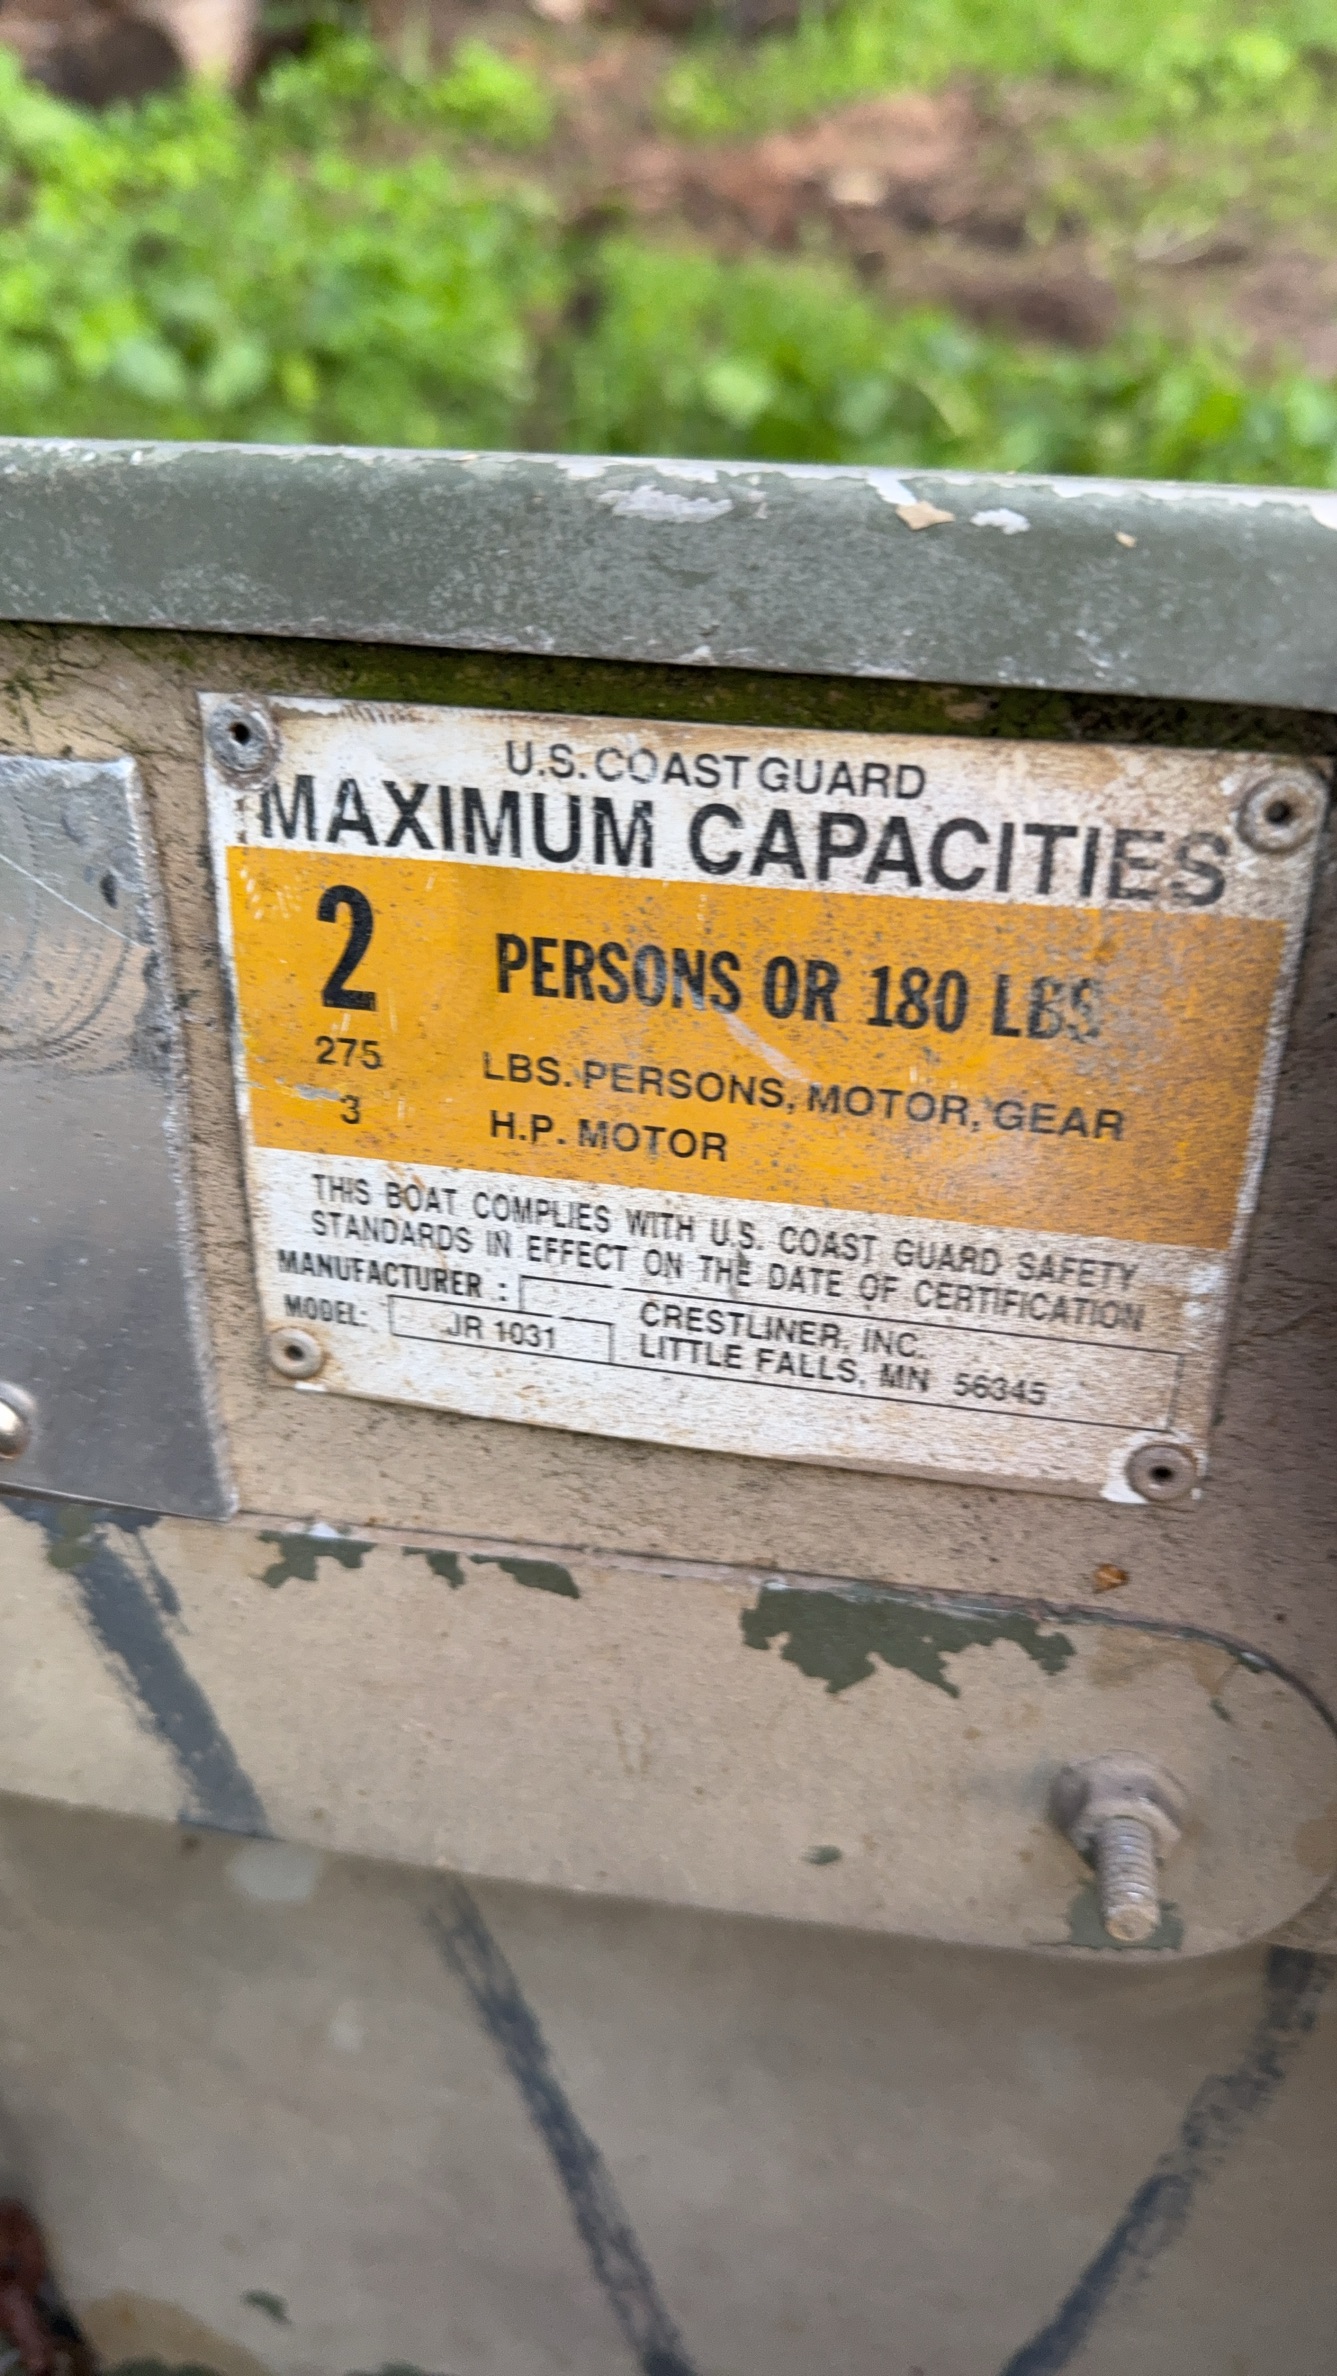 U.S. COAST GUARD
MAXIMUM CAPACITIES
2 PERSONS OR 180 LBS
275 LBS. PERSONS, MOTOR, GEAR
3 H.P. MOTOR
THIS BOAT COMPLIES WITH U.S. COAST GUARD SAFETY
STANDARDS IN EFFECT ON THE DATE OF CERTIFICATION
MANUFACTURER : CRESTLINER, INC.
MODEL: JR 1031 LITTLE FALLS, MN 56345